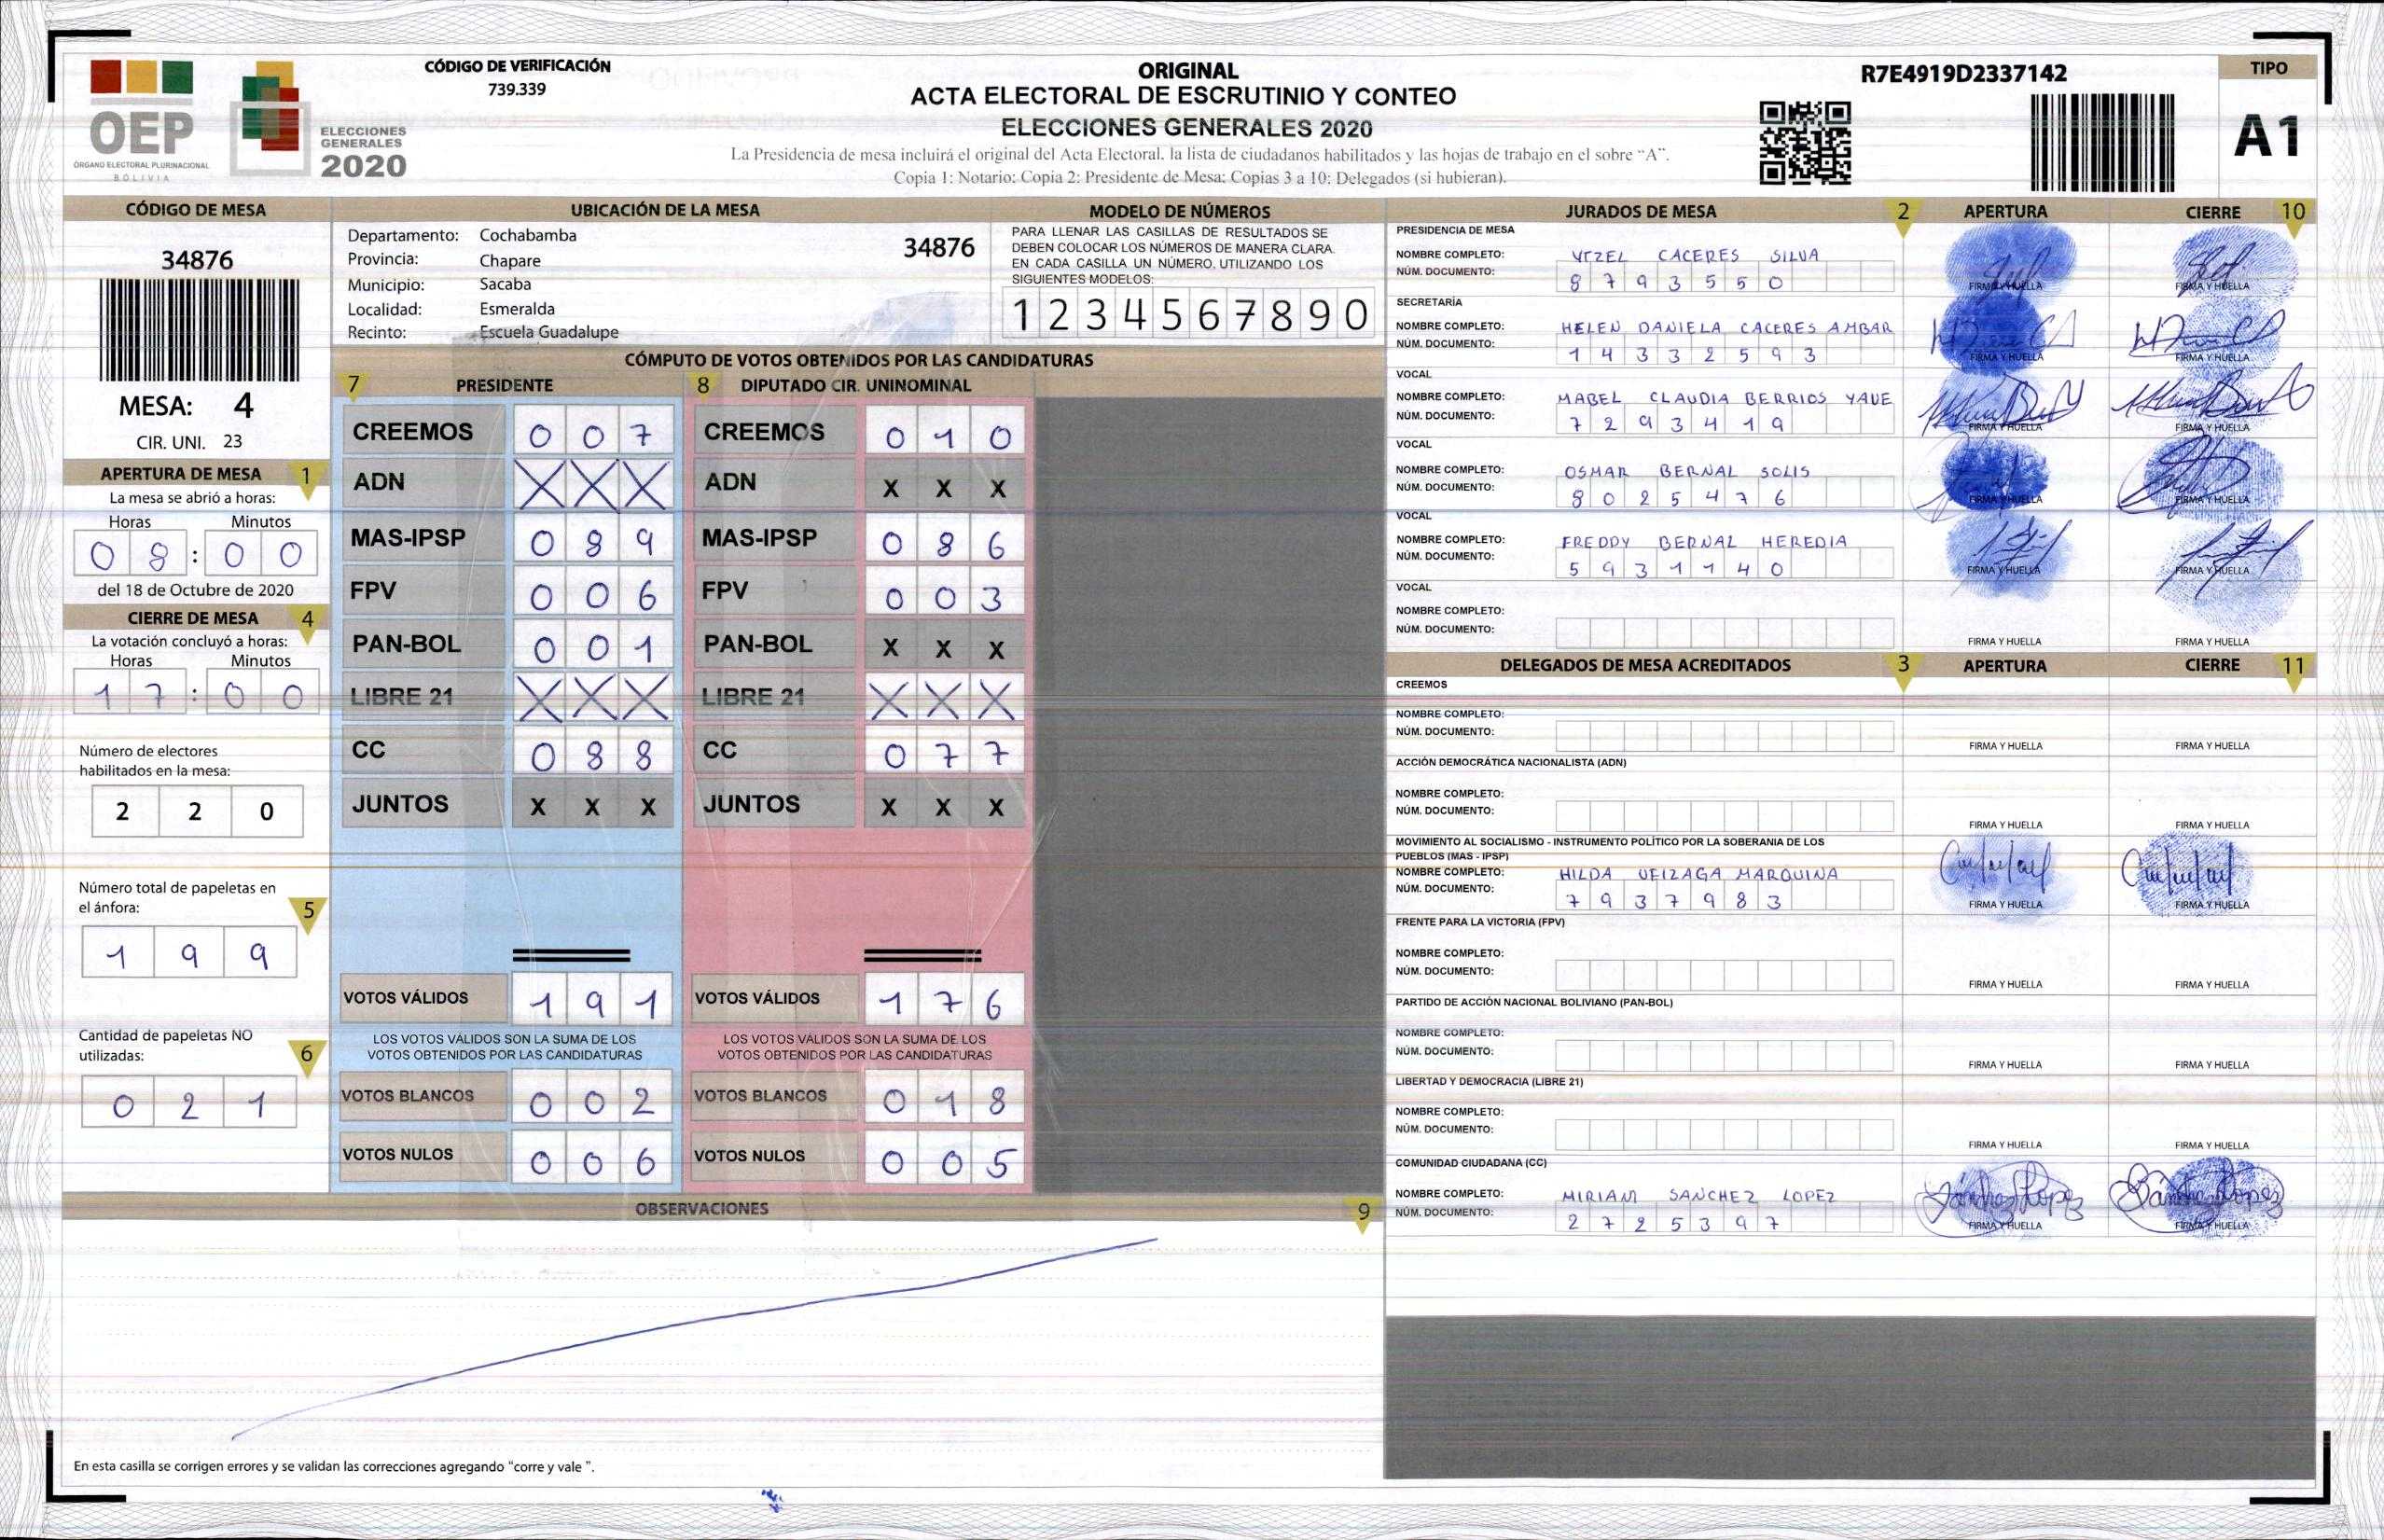 OEP
ÓRGANO ELECTORAL PLURINACIONAL
BOLIVIA
ELECCIONES
GENERALES
2020
CÓDIGO DE VERIFICACIÓN
739.339
ORIGINAL
ACTA ELECTORAL DE ESCRUTINIO Y CONTEO
ELECCIONES GENERALES 2020
La Presidencia de mesa incluirá el original del Acta Electoral. la lista de ciudadanos habilitados y las hojas de trabajo en el sobre “A”.
Copia 1: Notario: Copia 2: Presidente de Mesa: Copias 3 a 10: Delegados (si hubieran).
R7E4919D2337142
TIPO
A1
CÓDIGO DE MESA
34876
MESA: 4
CIR. UNI. 23
APERTURA DE MESA 1
La mesa se abrió a horas:
Horas Minutos
0 8 : 0 0
del 18 de Octubre de 2020
CIERRE DE MESA 4
La votación concluyó a horas:
Horas Minutos
1 7 : 0 0
Número de electores
habilitados en la mesa:
2 2 0
Número total de papeletas en
el ánfora: 5
1 9 9
Cantidad de papeletas NO
utilizadas: 6
0 2 1
UBICACIÓN DE LA MESA
Departamento: Cochabamba
34876
Provincia: Chapare
Municipio: Sacaba
Localidad: Esmeralda
Recinto: Escuela Guadalupe
MODELO DE NÚMEROS
PARA LLENAR LAS CASILLAS DE RESULTADOS SE
DEBEN COLOCAR LOS NÚMEROS DE MANERA CLARA.
EN CADA CASILLA UN NÚMERO. UTILIZANDO LOS
SIGUIENTES MODELOS:
1 2 3 4 5 6 7 8 9 0
CÓMPUTO DE VOTOS OBTENIDOS POR LAS CANDIDATURAS
7 PRESIDENTE 8 DIPUTADO CIR. UNINOMINAL
CREEMOS 0 0 7 CREEMOS 0 1 0
ADN X X X ADN X X X
MAS-IPSP 0 8 9 MAS-IPSP 0 8 6
FPV 0 0 6 FPV 0 0 3
PAN-BOL 0 0 1 PAN-BOL X X X
LIBRE 21 X X X LIBRE 21 X X X
CC 0 8 8 CC 0 7 7
JUNTOS X X X JUNTOS X X X
VOTOS VÁLIDOS 1 9 1 VOTOS VÁLIDOS 1 7 6
LOS VOTOS VÁLIDOS SON LA SUMA DE LOS LOS VOTOS VÁLIDOS SON LA SUMA DE LOS
VOTOS OBTENIDOS POR LAS CANDIDATURAS VOTOS OBTENIDOS POR LAS CANDIDATURAS
VOTOS BLANCOS 0 0 2 VOTOS BLANCOS 0 1 8
VOTOS NULOS 0 0 6 VOTOS NULOS 0 0 5
OBSERVACIONES 9
En esta casilla se corrigen errores y se validan las correcciones agregando “corre y vale ”.
JURADOS DE MESA 2 APERTURA CIERRE 10
PRESIDENCIA DE MESA
NOMBRE COMPLETO: YTZEL CACERES SILVA
NÚM. DOCUMENTO: 8 7 9 3 5 5 0
FIRMA Y HUELLA FIRMA Y HUELLA
SECRETARÍA
NOMBRE COMPLETO: HELEN DANIELA CACERES AMBAR
NÚM. DOCUMENTO: 1 4 3 3 2 5 9 3
FIRMA Y HUELLA FIRMA Y HUELLA
VOCAL
NOMBRE COMPLETO: MABEL CLAUDIA BERRIOS YAVE
NÚM. DOCUMENTO: 7 2 9 3 4 1 9
FIRMA Y HUELLA FIRMA Y HUELLA
VOCAL
NOMBRE COMPLETO: OSMAR BERNAL SOLIS
NÚM. DOCUMENTO: 8 0 2 5 4 7 6
FIRMA Y HUELLA FIRMA Y HUELLA
VOCAL
NOMBRE COMPLETO: FREDDY BERNAL HEREDIA
NÚM. DOCUMENTO: 5 9 3 1 1 4 0
FIRMA Y HUELLA FIRMA Y HUELLA
VOCAL
NOMBRE COMPLETO:
NÚM. DOCUMENTO:
FIRMA Y HUELLA FIRMA Y HUELLA
DELEGADOS DE MESA ACREDITADOS 3 APERTURA CIERRE 11
CREEMOS
NOMBRE COMPLETO:
NÚM. DOCUMENTO:
FIRMA Y HUELLA FIRMA Y HUELLA
ACCIÓN DEMOCRÁTICA NACIONALISTA (ADN)
NOMBRE COMPLETO:
NÚM. DOCUMENTO:
FIRMA Y HUELLA FIRMA Y HUELLA
MOVIMIENTO AL SOCIALISMO - INSTRUMENTO POLÍTICO POR LA SOBERANIA DE LOS
PUEBLOS (MAS - IPSP)
NOMBRE COMPLETO: HILDA VEIZAGA MARQUINA
NÚM. DOCUMENTO: 7 9 3 7 9 8 3
FIRMA Y HUELLA FIRMA Y HUELLA
FRENTE PARA LA VICTORIA (FPV)
NOMBRE COMPLETO:
NÚM. DOCUMENTO:
FIRMA Y HUELLA FIRMA Y HUELLA
PARTIDO DE ACCIÓN NACIONAL BOLIVIANO (PAN-BOL)
NOMBRE COMPLETO:
NÚM. DOCUMENTO:
FIRMA Y HUELLA FIRMA Y HUELLA
LIBERTAD Y DEMOCRACIA (LIBRE 21)
NOMBRE COMPLETO:
NÚM. DOCUMENTO:
FIRMA Y HUELLA FIRMA Y HUELLA
COMUNIDAD CIUDADANA (CC)
NOMBRE COMPLETO: MIRIAM SANCHEZ LOPEZ
NÚM. DOCUMENTO: 2 7 2 5 3 9 7
Sánchez López Sánchez López
FIRMA Y HUELLA FIRMA Y HUELLA